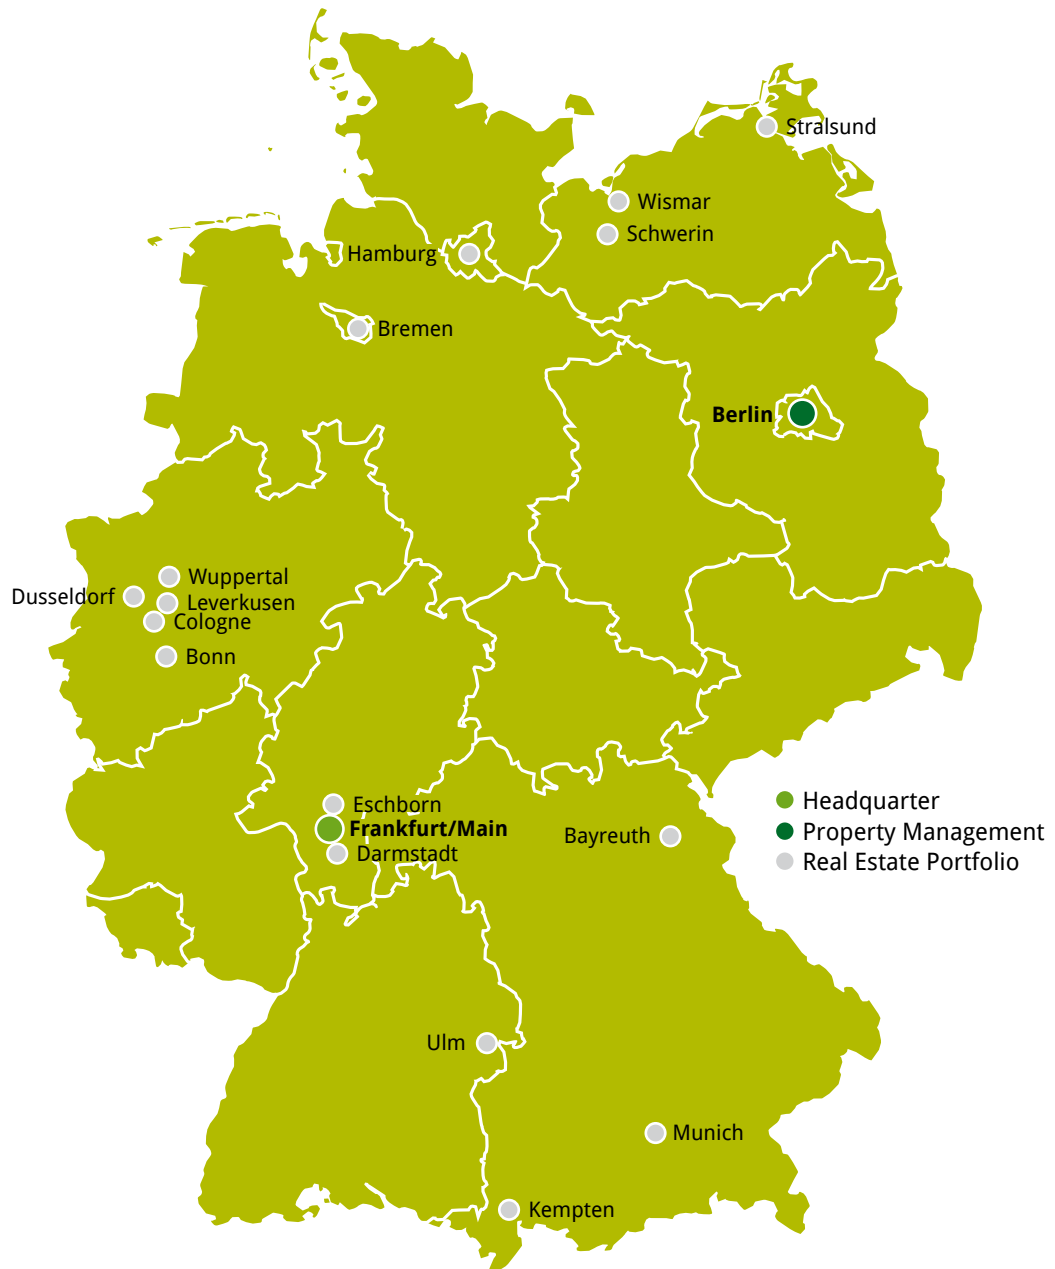 Stralsund
Wismar
Schwerin
Hamburg
Bremen
Berlin
Wuppertal
Dusseldorf
Leverkusen
Cologne
Bonn
Eschborn
Frankfurt/Main
Darmstadt
Bayreuth
Headquarter
Property Management
Real Estate Portfolio
Ulm
Munich
Kempten